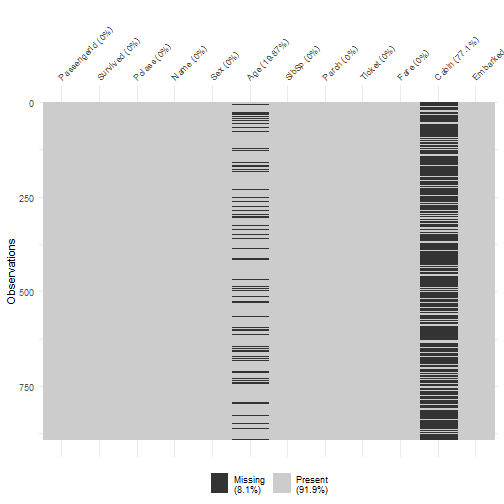 PassengerId (0%)
Survived (0%)
Pclass (0%)
Name (0%)
Sex (0%)
Age (19.87%)
SibSp (0%)
Parch (0%)
Ticket (0%)
Fare (0%)
Cabin (77.1%)
Embarked
0
250
500
750
Observations
Missing
(8.1%)
Present
(91.9%)